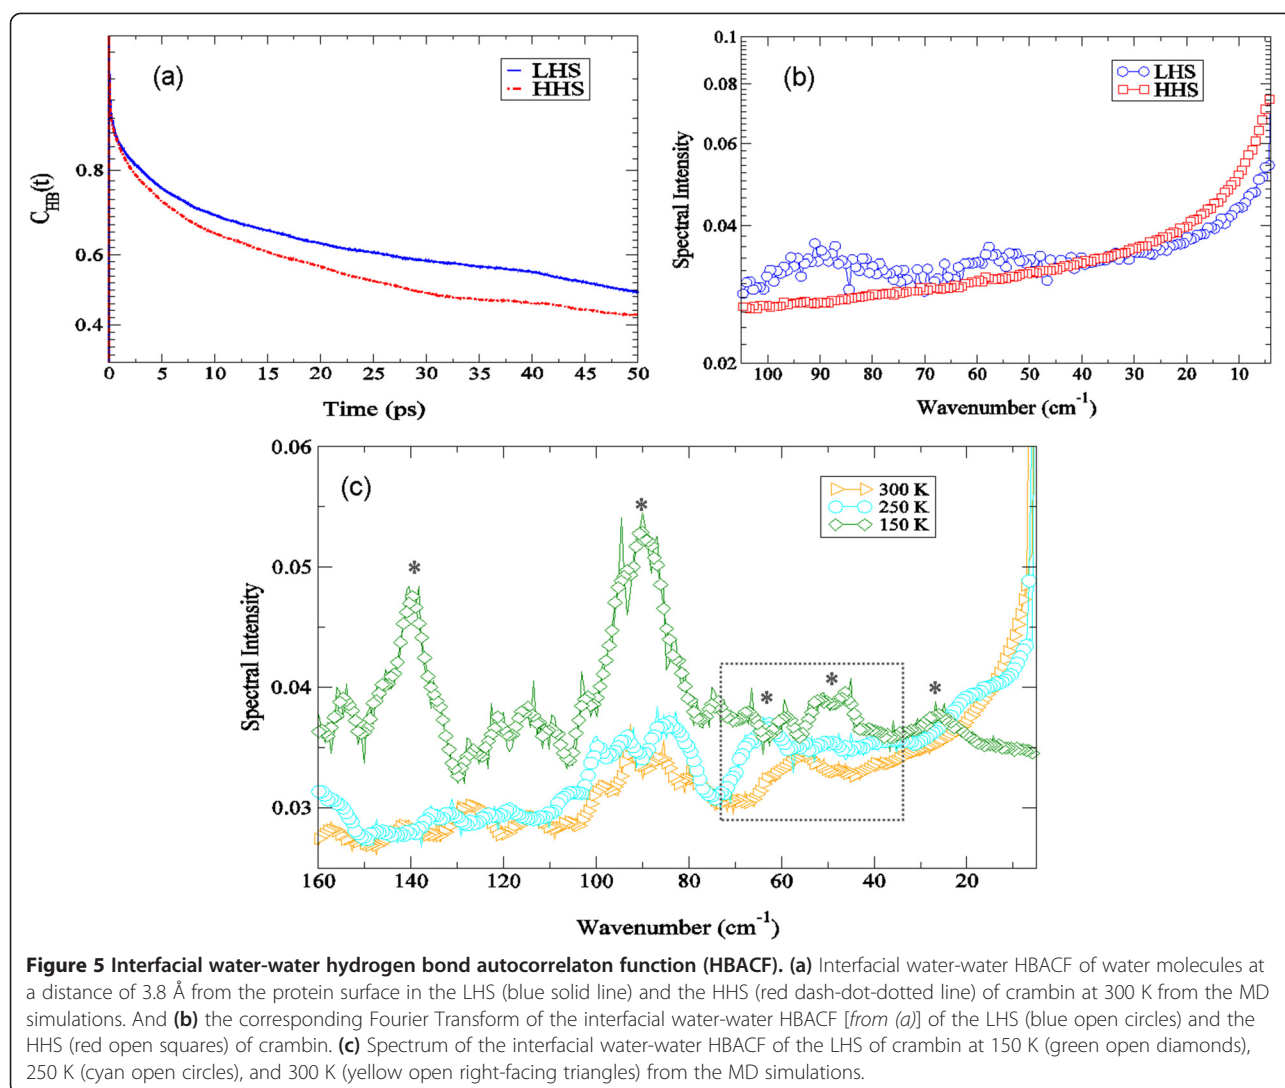 (a)
LHS
HHS
C_HB(t)
0.8
0.6
0.4
0 5 10 15 20 25 30 35 40 45 50
Time (ps)
(b)
LHS
HHS
Spectral Intensity
0.1
0.08
0.06
0.04
0.02
100 90 80 70 60 50 40 30 20 10
Wavenumber (cm⁻¹)
(c)
300 K
250 K
150 K
Spectral Intensity
0.06
0.05
0.04
0.03
* * * * *
160 140 120 100 80 60 40 20
Wavenumber (cm⁻¹)
Figure 5 Interfacial water-water hydrogen bond autocorrelaton function (HBACF). (a) Interfacial water-water HBACF of water molecules at
a distance of 3.8 Å from the protein surface in the LHS (blue solid line) and the HHS (red dash-dot-dotted line) of crambin at 300 K from the MD
simulations. And (b) the corresponding Fourier Transform of the interfacial water-water HBACF [from (a)] of the LHS (blue open circles) and the
HHS (red open squares) of crambin. (c) Spectrum of the interfacial water-water HBACF of the LHS of crambin at 150 K (green open diamonds),
250 K (cyan open circles), and 300 K (yellow open right-facing triangles) from the MD simulations.